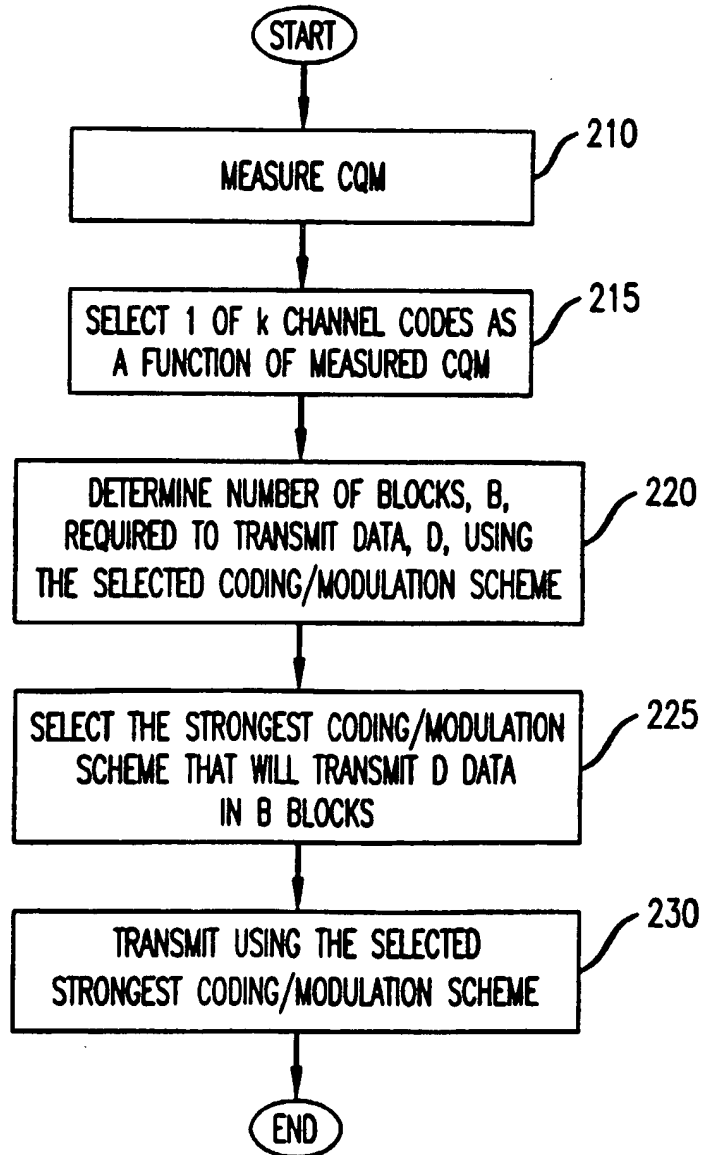 START
MEASURE CQM
210
SELECT 1 OF k CHANNEL CODES AS
A FUNCTION OF MEASURED CQM
215
DETERMINE NUMBER OF BLOCKS, B,
REQUIRED TO TRANSMIT DATA, D, USING
THE SELECTED CODING/MODULATION SCHEME
220
SELECT THE STRONGEST CODING/MODULATION
SCHEME THAT WILL TRANSMIT D DATA
IN B BLOCKS
225
TRANSMIT USING THE SELECTED
STRONGEST CODING/MODULATION SCHEME
230
END